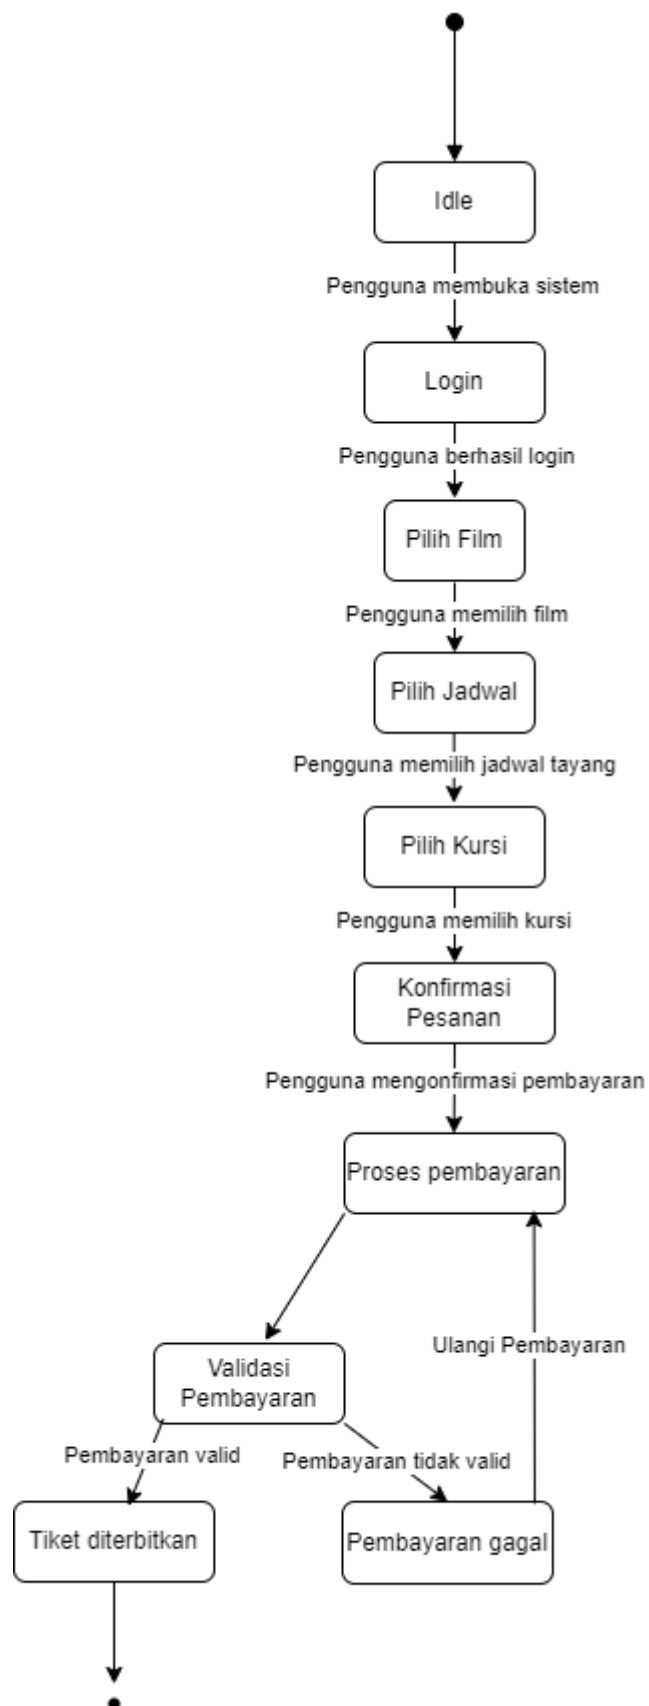 Idle
Pengguna membuka sistem
Login
Pengguna berhasil login
Pilih Film
Pengguna memilih film
Pilih Jadwal
Pengguna memilih jadwal tayang
Pilih Kursi
Pengguna memilih kursi
Konfirmasi
Pesanan
Pengguna mengonfirmasi pembayaran
Proses pembayaran
Ulangi Pembayaran
Validasi
Pembayaran
Pembayaran valid
Pembayaran tidak valid
Tiket diterbitkan
Pembayaran gagal